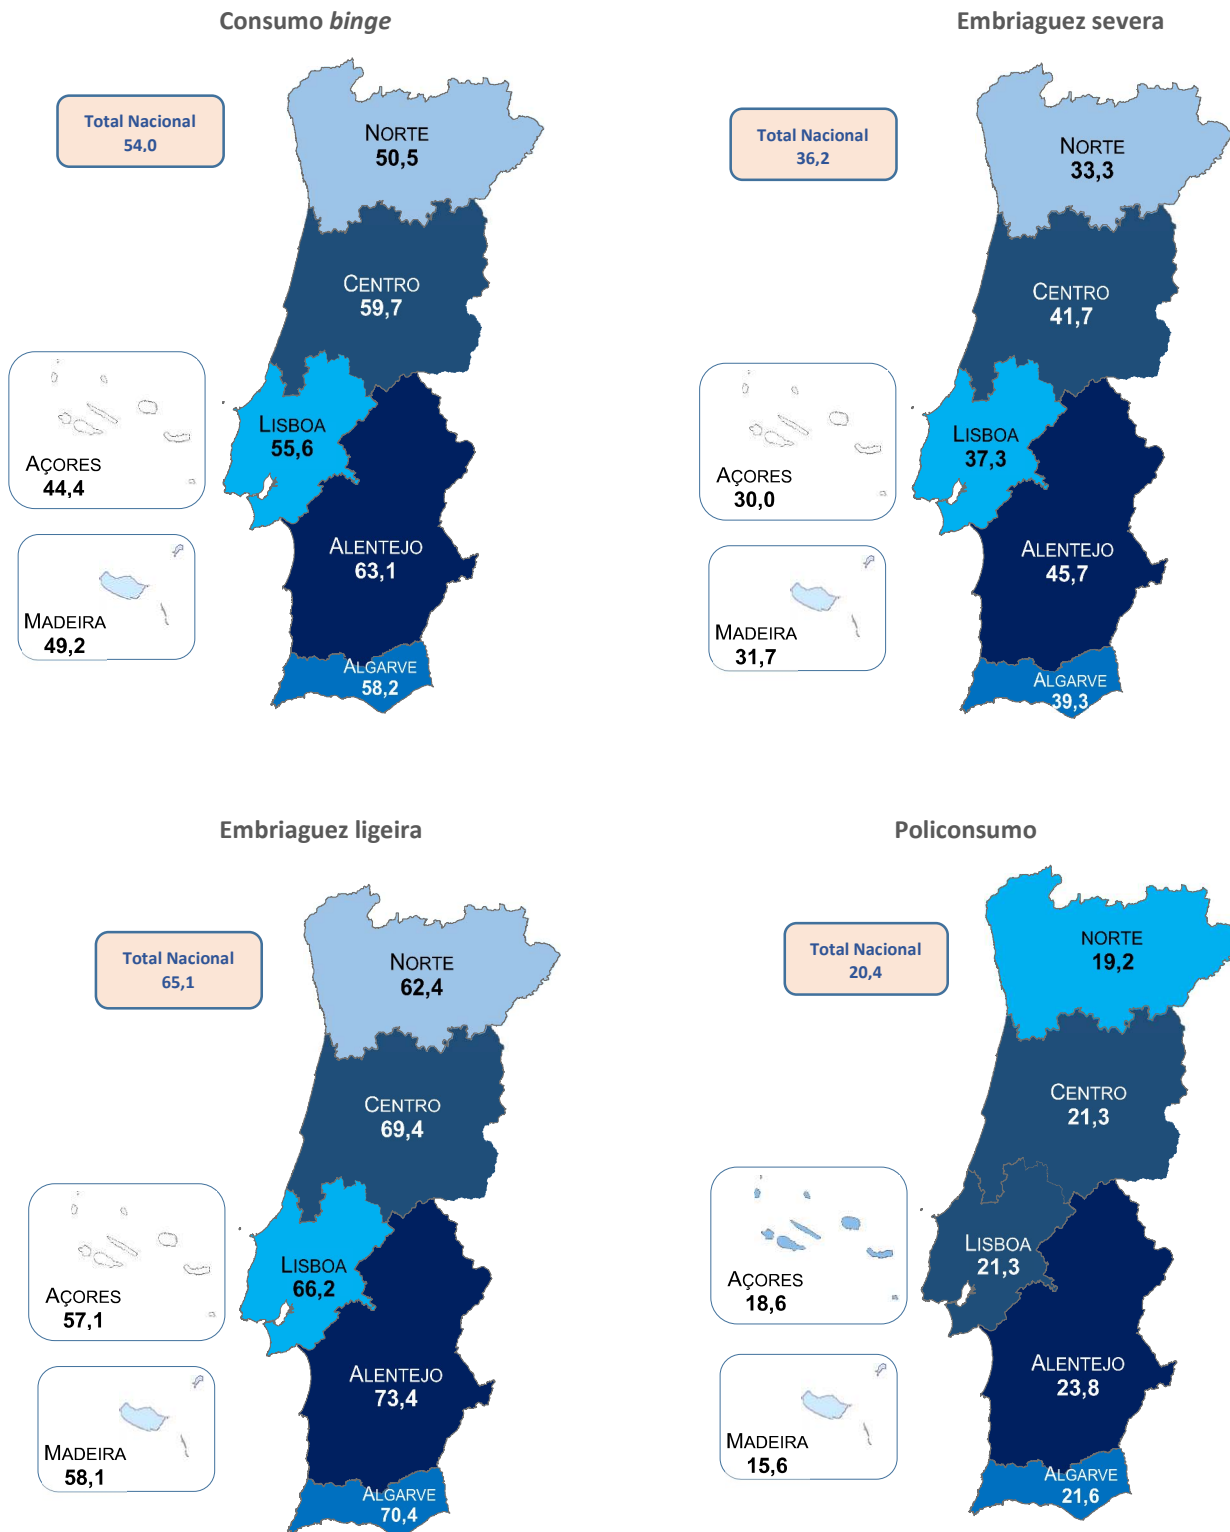 Consumo binge
Total Nacional
54,0
NORTE
50,5
CENTRO
59,7
LISBOA
55,6
AÇORES
44,4
ALENTEJO
63,1
MADEIRA
49,2
ALGARVE
58,2
Embriaguez severa
Total Nacional
36,2
NORTE
33,3
CENTRO
41,7
LISBOA
37,3
AÇORES
30,0
ALENTEJO
45,7
MADEIRA
31,7
ALGARVE
39,3
Embriaguez ligeira
Total Nacional
65,1
NORTE
62,4
CENTRO
69,4
LISBOA
66,2
AÇORES
57,1
ALENTEJO
73,4
MADEIRA
58,1
ALGARVE
70,4
Policonsumo
Total Nacional
20,4
NORTE
19,2
CENTRO
21,3
LISBOA
21,3
AÇORES
18,6
ALENTEJO
23,8
MADEIRA
15,6
ALGARVE
21,6